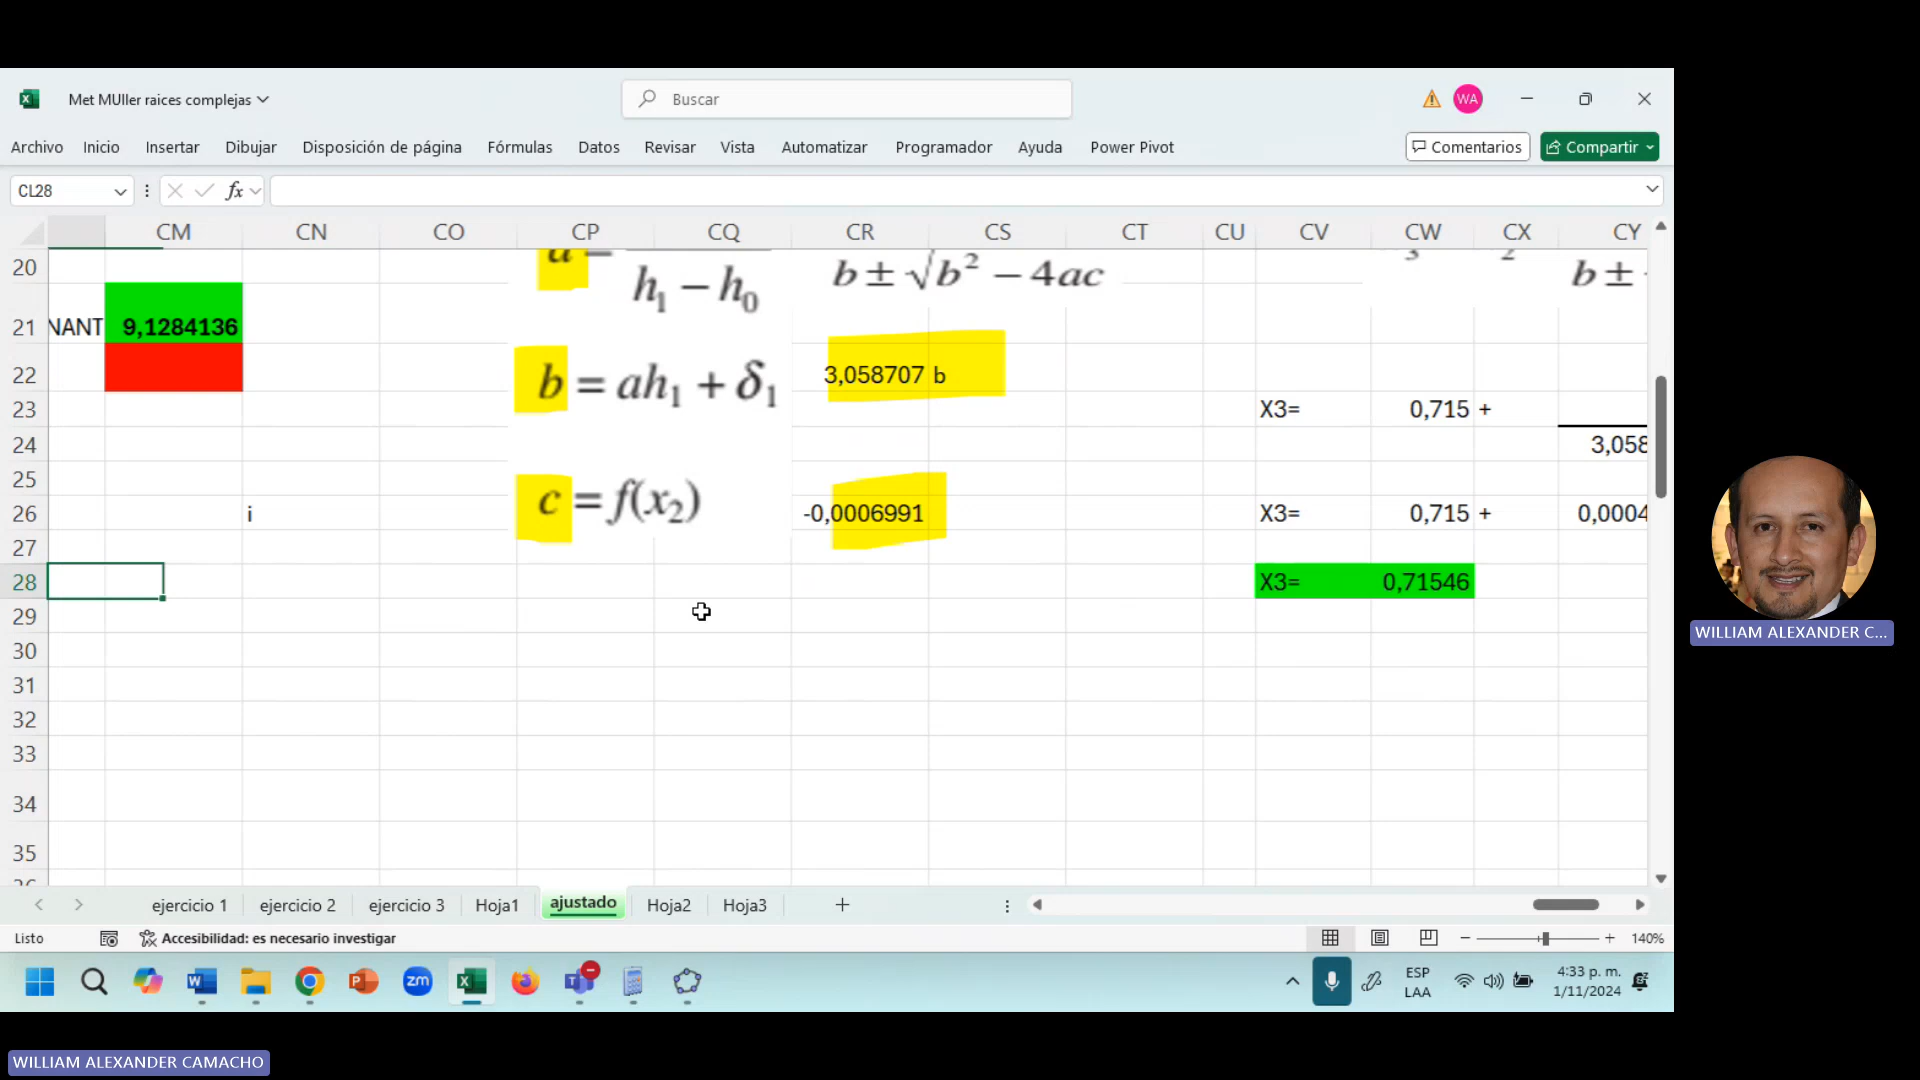 Met MUller raices complejas
Buscar
WA
Archivo Inicio Insertar Dibujar Disposición de página Fórmulas Datos Revisar Vista Automatizar Programador Ayuda Power Pivot
Comentarios Compartir
CL28 fx
CM CN CO CP CQ CR CS CT CU CV CW CX CY
20 h₁ − h₀ b ± √b² − 4ac b ±
21 NANT 9,1284136
22 b = ah₁ + δ₁ 3,058707 b
23 X3= 0,715 +
24 3,058
25
26 i c = f(x₂) -0,0006991 X3= 0,715 + 0,0004
27
28 X3= 0,71546
29
30
31
32
33
34
35
ejercicio 1 ejercicio 2 ejercicio 3 Hoja1 ajustado Hoja2 Hoja3
Listo Accesibilidad: es necesario investigar 140%
zm ESP LAA 4:33 p. m. 1/11/2024
WILLIAM ALEXANDER C...
WILLIAM ALEXANDER CAMACHO